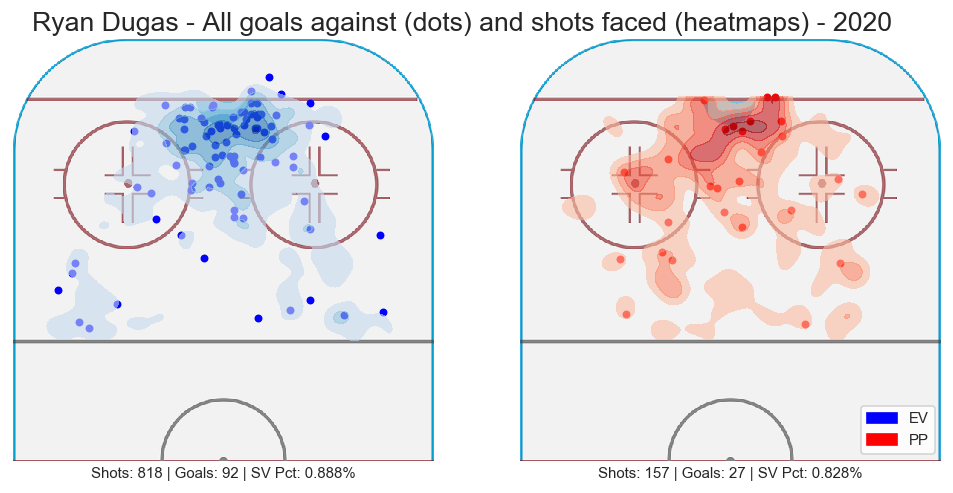 Ryan Dugas - All goals against (dots) and shots faced (heatmaps) - 2020
EV
PP
Shots: 818 | Goals: 92 | SV Pct: 0.888%
Shots: 157 | Goals: 27 | SV Pct: 0.828%